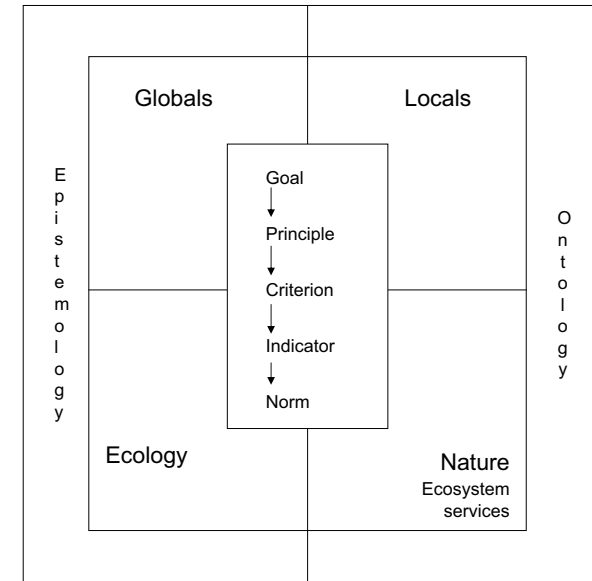 Globals
Locals
Epistemology
Goal
Principle
Criterion
Indicator
Norm
Ontology
Ecology
Nature
Ecosystem
services